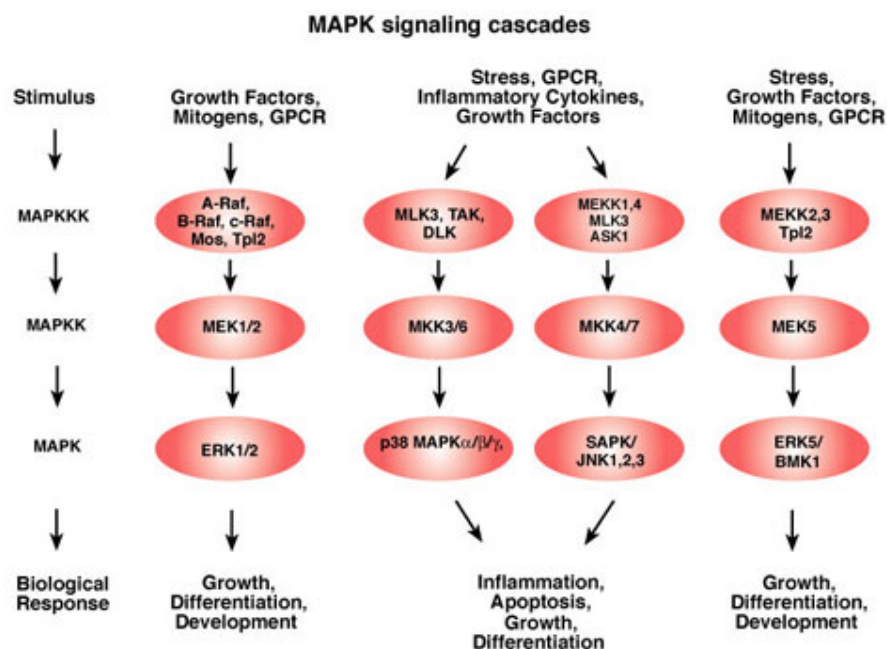 MAPK signaling cascades
Stimulus
MAPKKK
MAPKK
MAPK
Biological
Response
Growth Factors,
Mitogens, GPCR
A-Raf,
B-Raf, c-Raf,
Mos, Tpl2
MEK1/2
ERK1/2
Growth,
Differentiation,
Development
Stress, GPCR,
Inflammatory Cytokines,
Growth Factors
MLK3, TAK,
DLK
MKK3/6
p38 MAPKα/β/γ,
MEKK1,4
MLK3
ASK1
MKK4/7
SAPK/
JNK1,2,3
Inflammation,
Apoptosis,
Growth,
Differentiation
Stress,
Growth Factors,
Mitogens, GPCR
MEKK2,3
Tpl2
MEK5
ERK5/
BMK1
Growth,
Differentiation,
Development